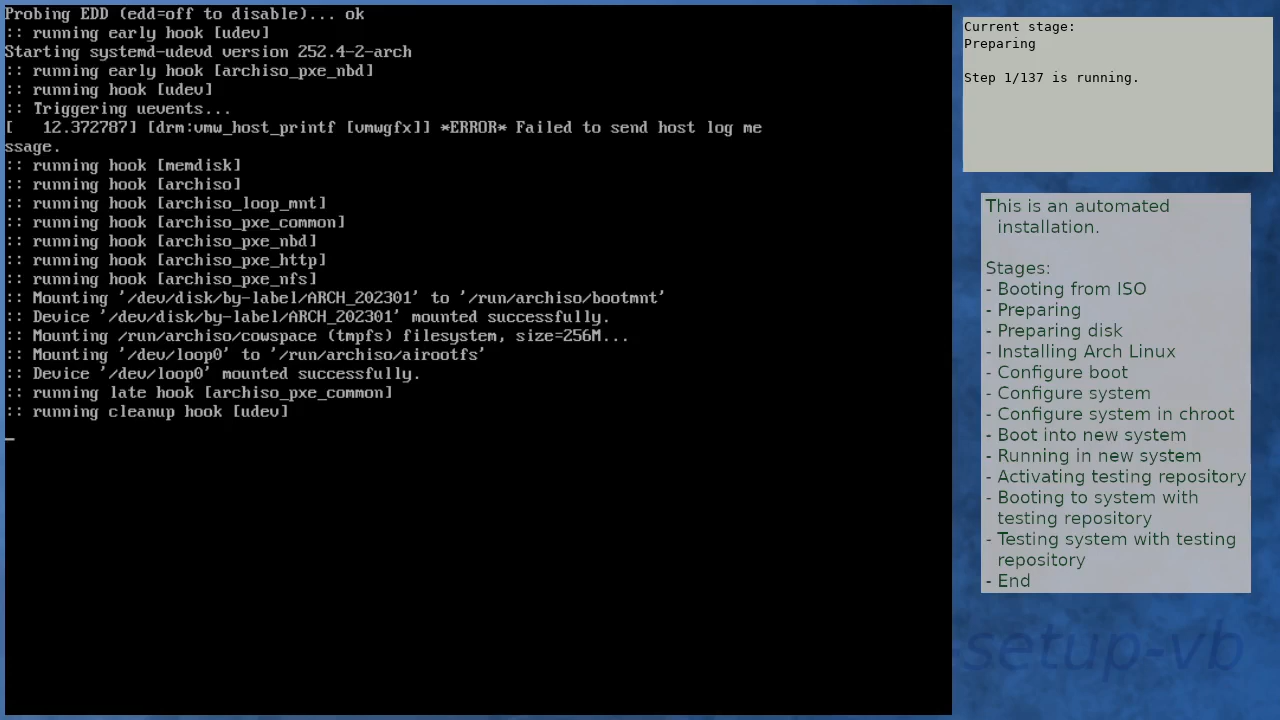 Probing EDD (edd=off to disable)... ok
:: running early hook [udev]
Starting systemd-udevd version 252.4-2-arch
:: running early hook [archiso_pxe_nbd]
:: running hook [udev]
:: Triggering uevents...
[   12.372787] [drm:vmw_host_printf [vmwgfx]] *ERROR* Failed to send host log me
ssage.
:: running hook [memdisk]
:: running hook [archiso]
:: running hook [archiso_loop_mnt]
:: running hook [archiso_pxe_common]
:: running hook [archiso_pxe_nbd]
:: running hook [archiso_pxe_http]
:: running hook [archiso_pxe_nfs]
:: Mounting '/dev/disk/by-label/ARCH_202301' to '/run/archiso/bootmnt'
:: Device '/dev/disk/by-label/ARCH_202301' mounted successfully.
:: Mounting /run/archiso/cowspace (tmpfs) filesystem, size=256M...
:: Mounting '/dev/loop0' to '/run/archiso/airootfs'
:: Device '/dev/loop0' mounted successfully.
:: running late hook [archiso_pxe_common]
:: running cleanup hook [udev]
_
Current stage:
Preparing
Step 1/137 is running.
This is an automated
installation.
Stages:
- Booting from ISO
- Preparing
- Preparing disk
- Installing Arch Linux
- Configure boot
- Configure system
- Configure system in chroot
- Boot into new system
- Running in new system
- Activating testing repository
- Booting to system with
testing repository
- Testing system with testing
repository
- End
-setup-vb